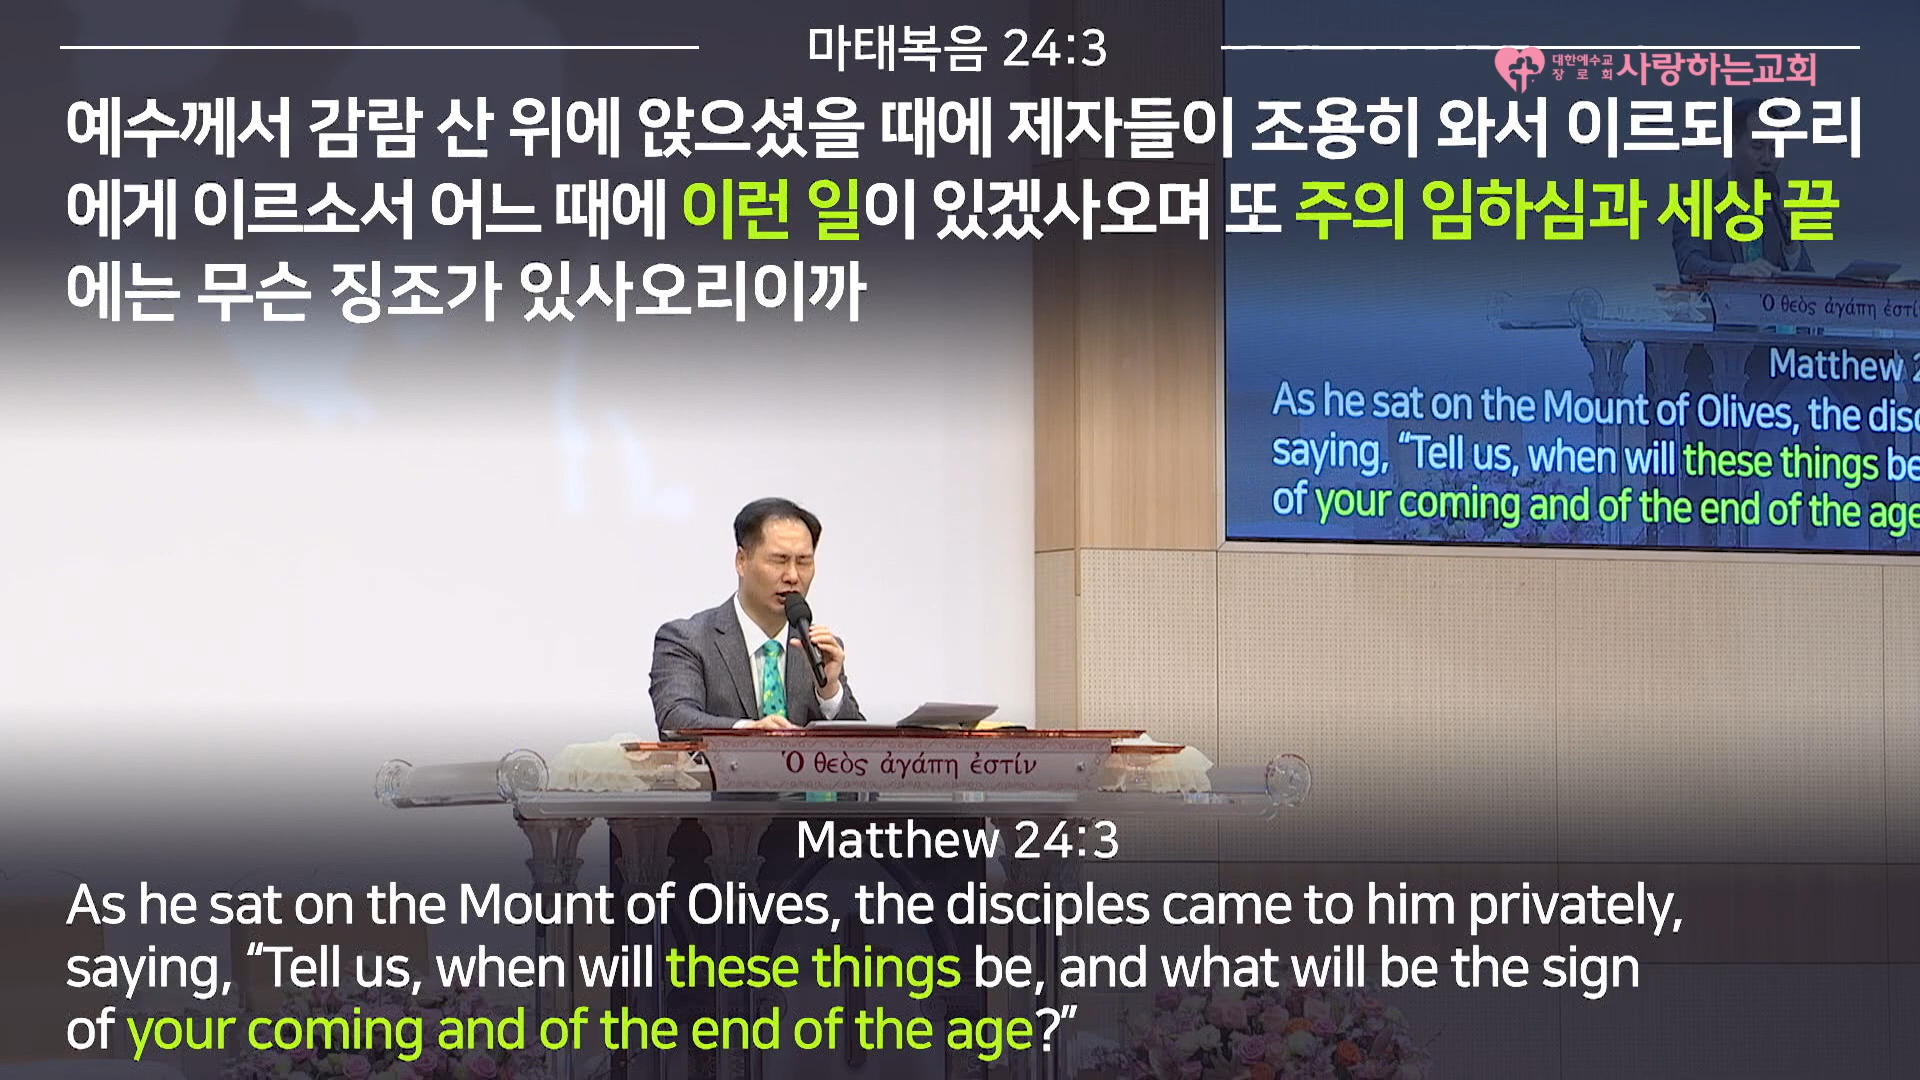 마태복음 24:3
대한예수교
장로회
사랑하는교회
예수께서 감람 산 위에 앉으셨을 때에 제자들이 조용히 와서 이르되 우리
에게 이르소서 어느 때에 이런 일이 있겠사오며 또 주의 임하심과 세상 끝
에는 무슨 징조가 있사오리이까
Ὁ θεὸς ἀγάπη ἐστί
Matthew 2
As he sat on the Mount of Olives, the disc
saying, “Tell us, when will these things be
of your coming and of the end of the age
Ὁ θεὸς ἀγάπη ἐστίν
Matthew 24:3
As he sat on the Mount of Olives, the disciples came to him privately,
saying, “Tell us, when will these things be, and what will be the sign
of your coming and of the end of the age?”